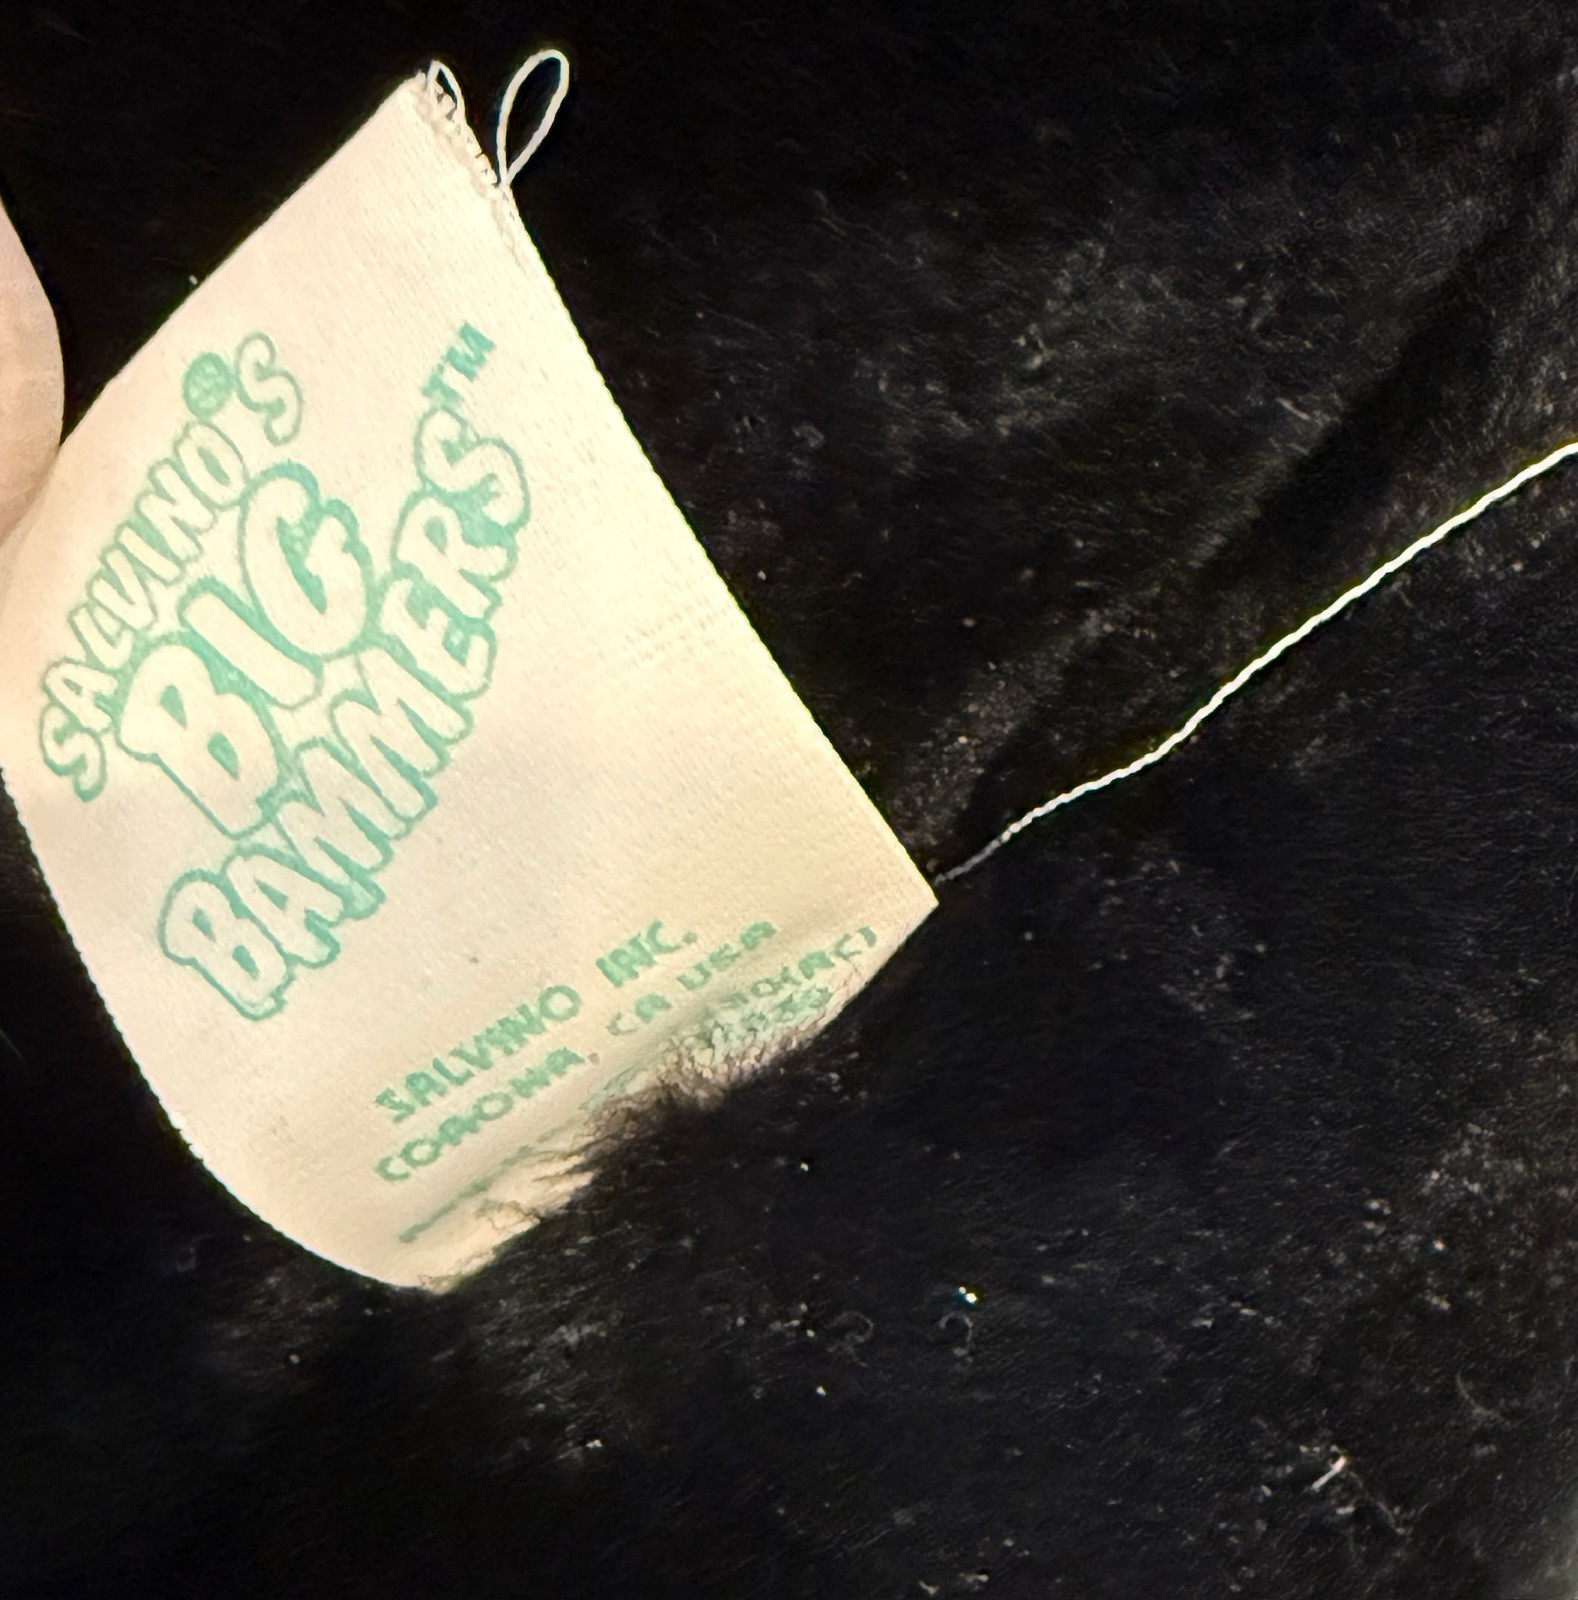 SALVINO'S®
BIG
BAMMERS™
SALVINO INC.
CORONA, CA USA